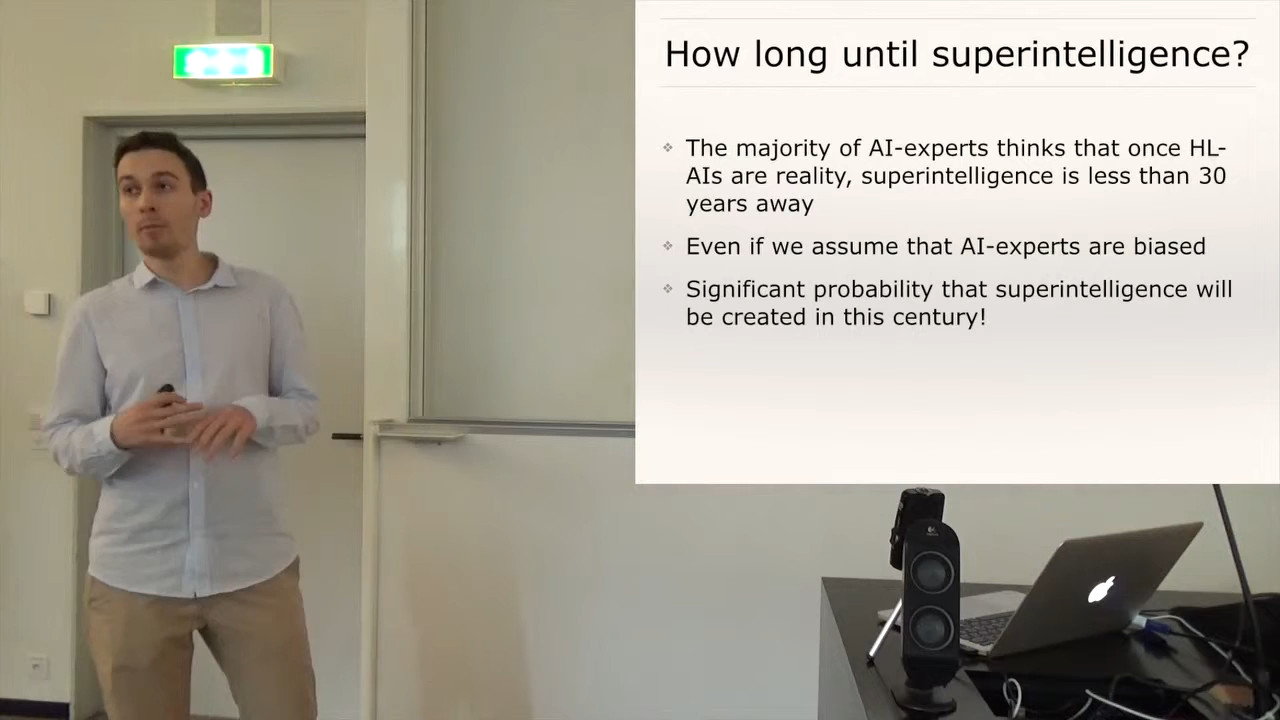 How long until superintelligence?
The majority of AI-experts thinks that once HL-
AIs are reality, superintelligence is less than 30
years away
Even if we assume that AI-experts are biased
Significant probability that superintelligence will
be created in this century!